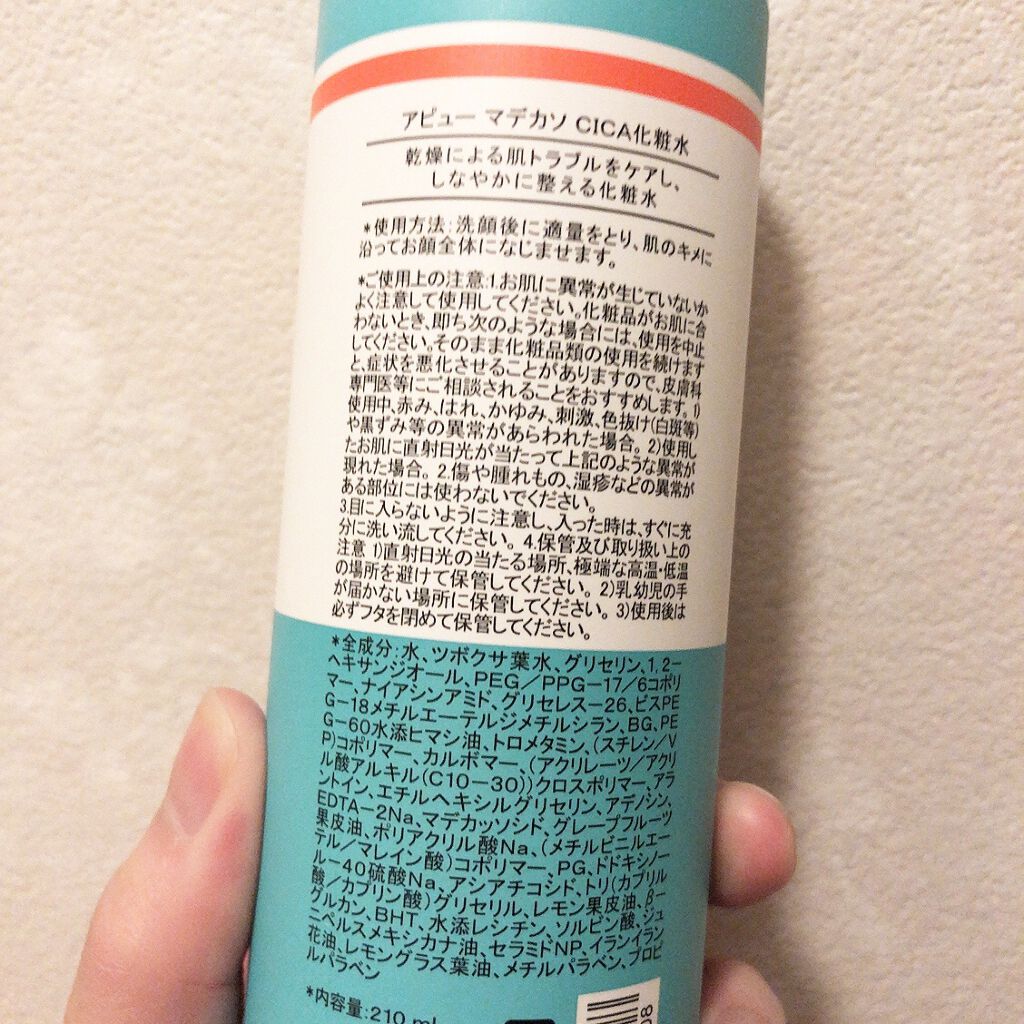 アピュー マデカソ CICA化粧水
乾燥による肌トラブルをケアし、
しなやかに整える化粧水
*使用方法:洗顔後に適量をとり、肌のキメに
沿ってお顔全体になじませます。
*ご使用上の注意:1.お肌に異常が生じていないか
よく注意して使用してください。化粧品がお肌に合
わないとき、即ち次のような場合には、使用を中止
してください。そのまま化粧品類の使用を続けます
と、症状を悪化させることがありますので、皮膚科
専門医等にご相談されることをおすすめします。1)
使用中、赤み、はれ、かゆみ、刺激、色抜け(白斑等)
や黒ずみ等の異常があらわれた場合。2)使用し
たお肌に直射日光が当たって上記のような異常が
現れた場合。2.傷や腫れもの、湿疹などの異常が
ある部位には使わないでください。
3.目に入らないように注意し、入った時は、すぐに充
分に洗い流してください。4.保管及び取り扱い上の
注意 1)直射日光の当たる場所、極端な高温・低温
の場所を避けて保管してください。2)乳幼児の手
が届かない場所に保管してください。3)使用後は
必ずフタを閉めて保管してください。
*全成分:水、ツボクサ葉水、グリセリン、1,2−
ヘキサンジオール、PEG/PPG−17/6コポリ
マー、ナイアシンアミド、グリセレス−26、ビスPE
G−18メチルエーテルジメチルシラン、BG、PE
G−60水添ヒマシ油、トロメタミン、(スチレン/V
P)コポリマー、カルボマー、(アクリレーツ/アクリ
ル酸アルキル(C10−30))クロスポリマー、アラ
ントイン、エチルヘキシルグリセリン、アデノシン、
EDTA−2Na、マデカッソシド、グレープフルーツ
果皮油、ポリアクリル酸Na、(メチルビニルエー
テル/マレイン酸)コポリマー、PG、ドドキシノー
ル−40硫酸Na、アシアチコシド、トリ(カプリル
酸/カプリン酸)グリセリル、レモン果皮油、β−
グルカン、BHT、水添レシチン、ソルビン酸、ジュ
ニペルスメキシカナ油、セラミドNP、イランイラン
花油、レモングラス葉油、メチルパラベン、プロピ
ルパラベン
*内容量:210 ml